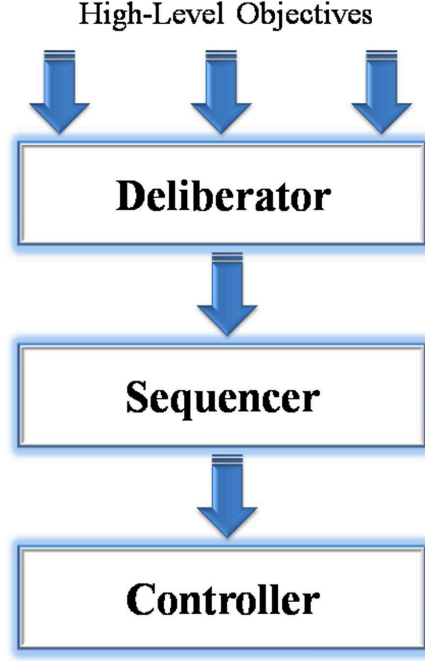 High-Level Objectives
Deliberator
Sequencer
Controller